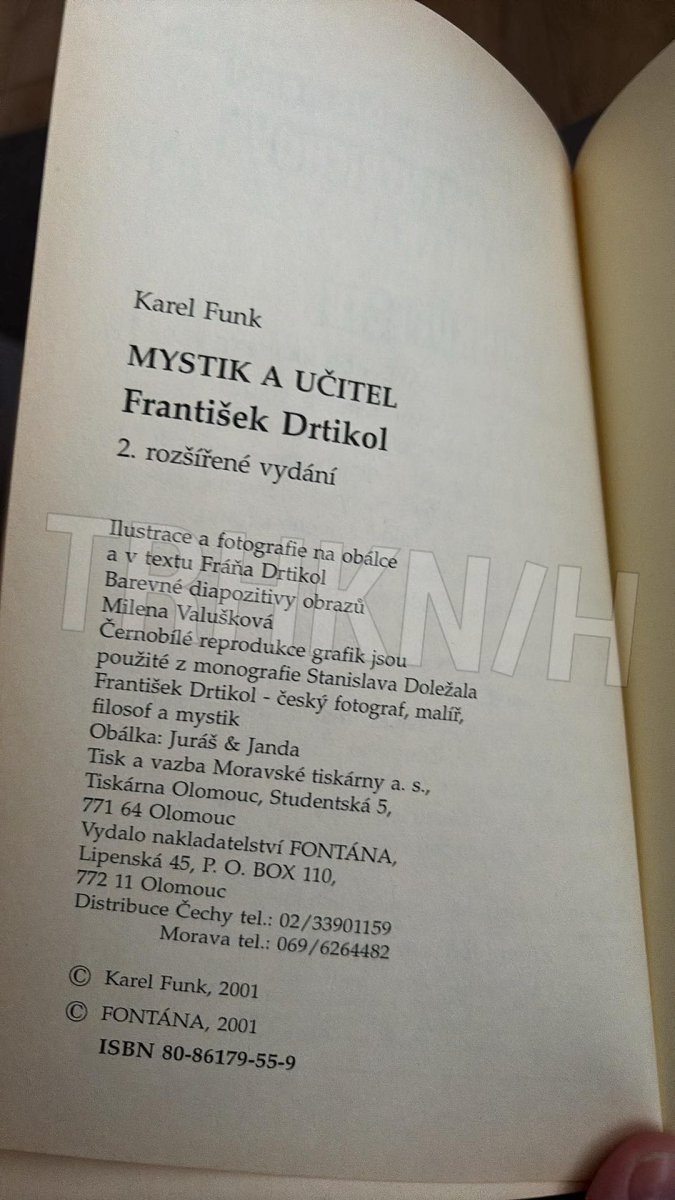 Karel Funk
MYSTIK A UČITEL
František Drtikol
2. rozšířené vydání
Ilustrace a fotografie na obálce
a v textu Fráňa Drtikol
Barevné diapozitivy obrazů
Milena Valušková
Černobílé reprodukce grafik jsou
použité z monografie Stanislava Doležala
František Drtikol - český fotograf, malíř,
filosof a mystik
Obálka: Juráš & Janda
Tisk a vazba Moravské tiskárny a. s.,
Tiskárna Olomouc, Studentská 5,
771 64 Olomouc
Vydalo nakladatelství FONTÁNA,
Lipenská 45, P. O. BOX 110,
772 11 Olomouc
Distribuce Čechy tel.: 02/33901159
Morava tel.: 069/6264482
© Karel Funk, 2001
© FONTÁNA, 2001
ISBN 80-86179-55-9